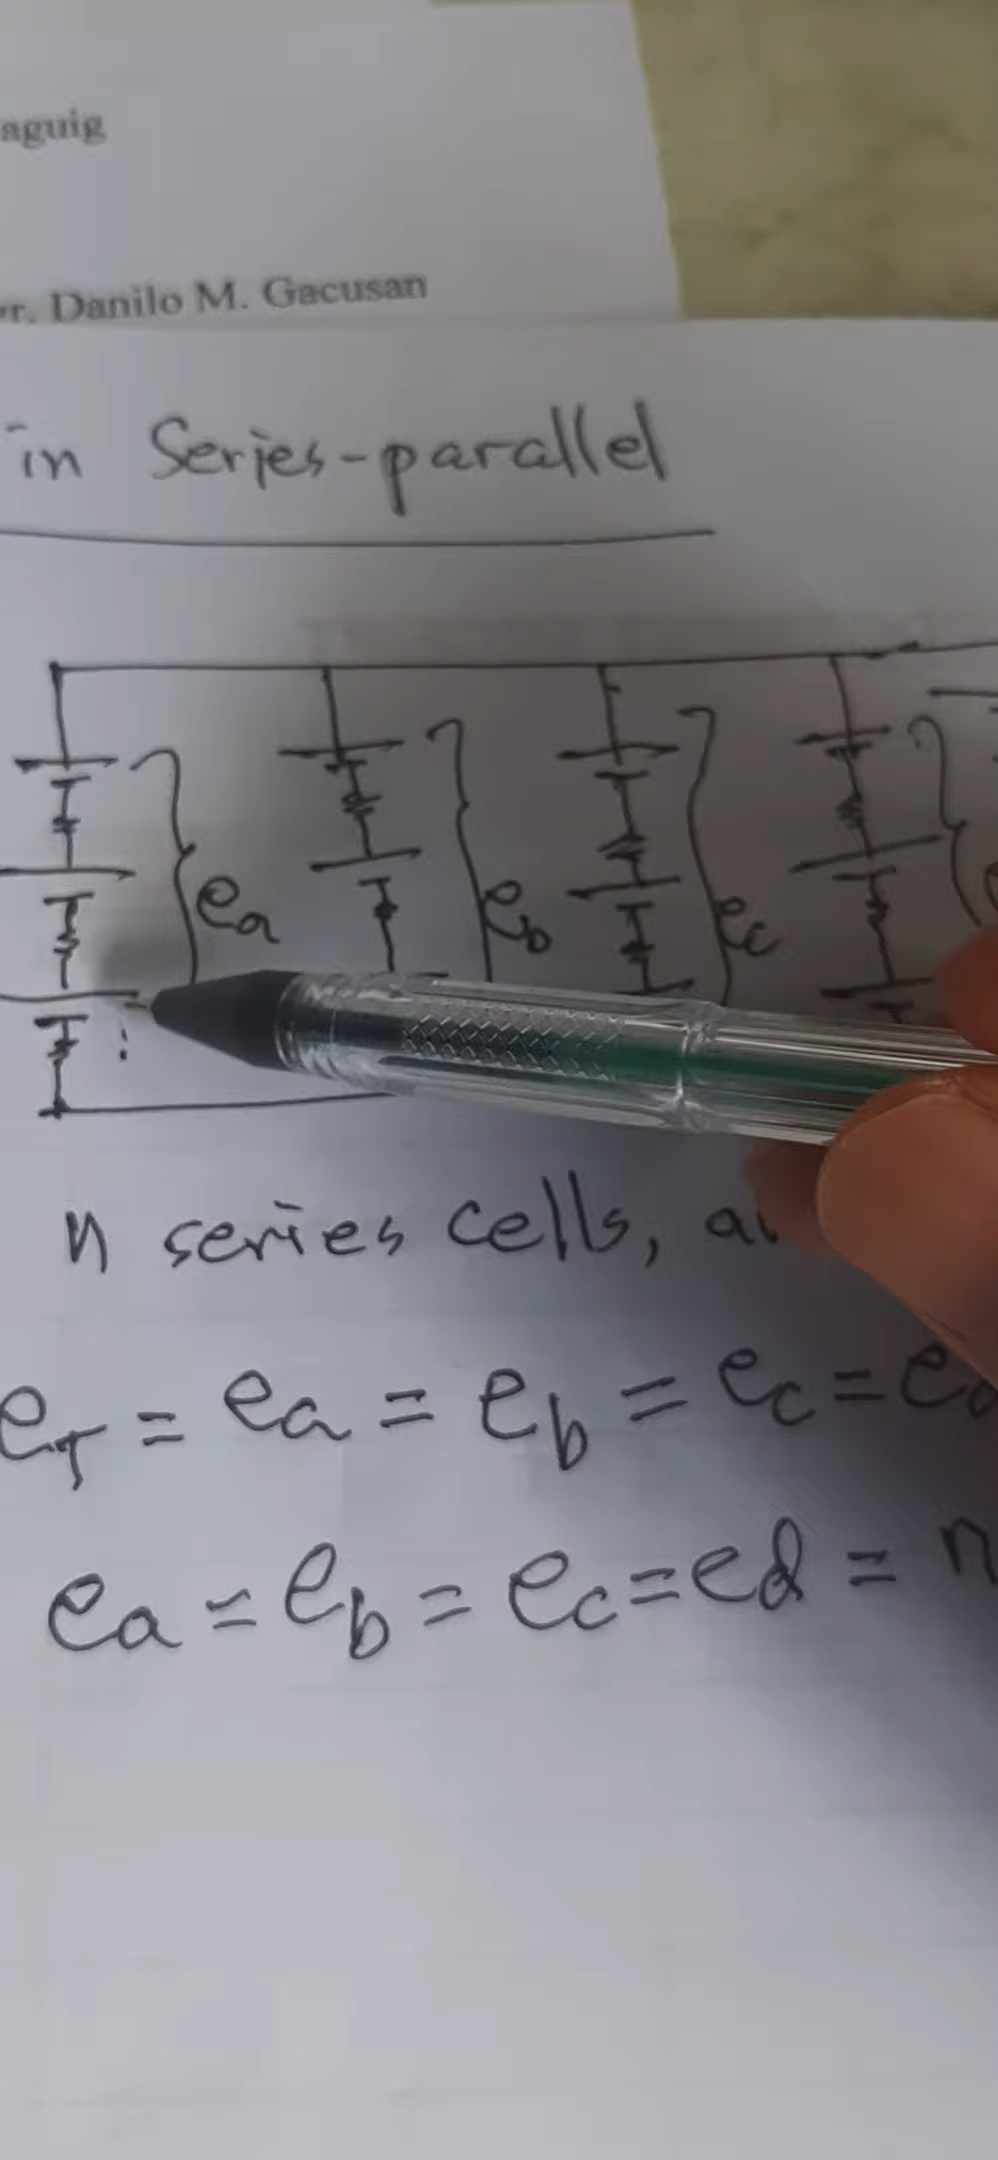 aguig
Danilo M. Gacusan
in Series-parallel
ea eb ec
n series cells,
eT = ea = eb = ec = ed
ea = eb = ec = ed = n